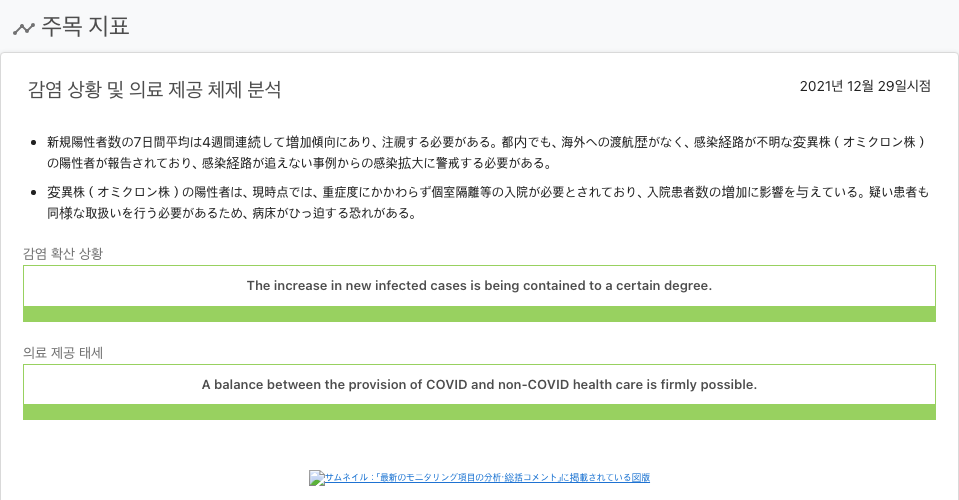 주목 지표
감염 상황 및 의료 제공 체제 분석
2021년 12월 29일시점
新規陽性者数の7日間平均は4週間連続して増加傾向にあり、注視する必要がある。都内でも、海外への渡航歴がなく、感染経路が不明な変異株（オミクロン株）
の陽性者が報告されており、感染経路が追えない事例からの感染拡大に警戒する必要がある。
変異株（オミクロン株）の陽性者は、現時点では、重症度にかかわらず個室隔離等の入院が必要とされており、入院患者数の増加に影響を与えている。疑い患者も
同様な取扱いを行う必要があるため、病床がひっ迫する恐れがある。
감염 확산 상황
The increase in new infected cases is being contained to a certain degree.
의료 제공 태세
A balance between the provision of COVID and non-COVID health care is firmly possible.
サムネイル：「最新のモニタリング項目の分析・総括コメント」に掲載されている図版